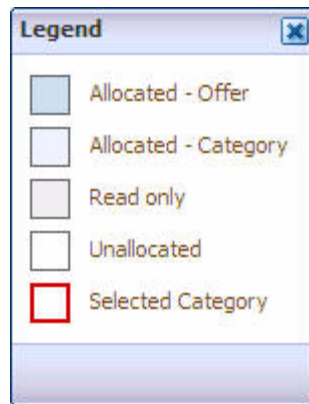 Legend
Allocated - Offer
Allocated - Category
Read only
Unallocated
Selected Category